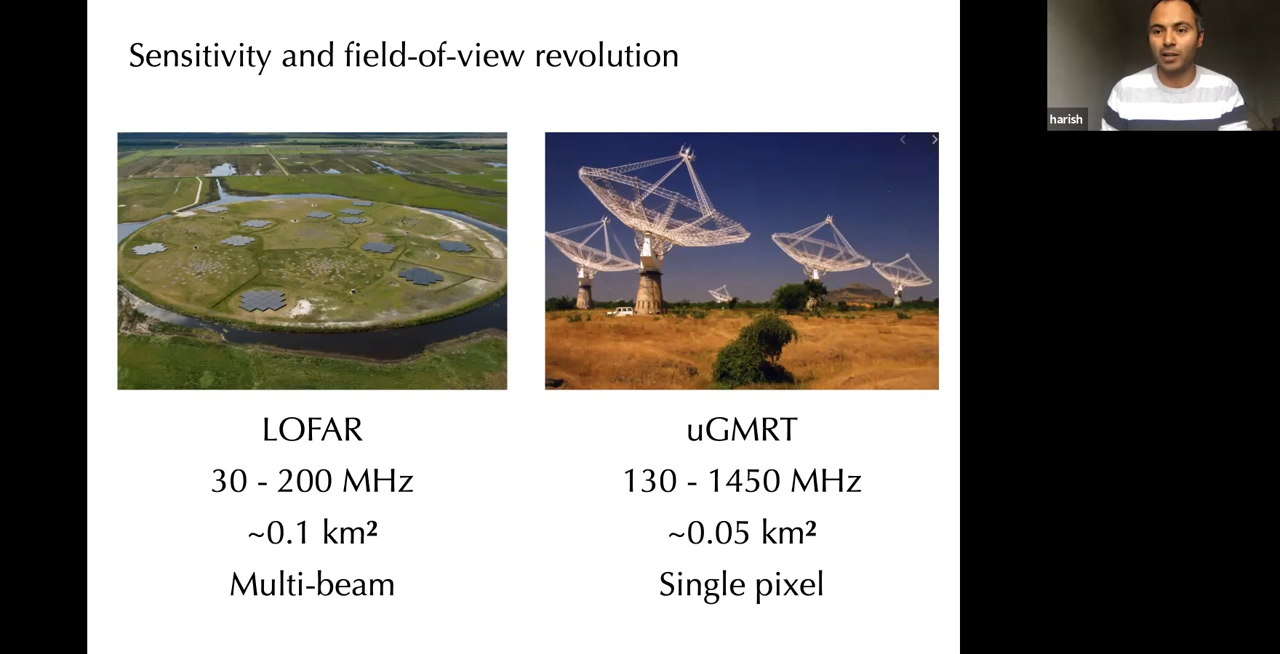 Sensitivity and field-of-view revolution
harish
LOFAR
30 - 200 MHz
~0.1 km²
Multi-beam
uGMRT
130 - 1450 MHz
~0.05 km²
Single pixel